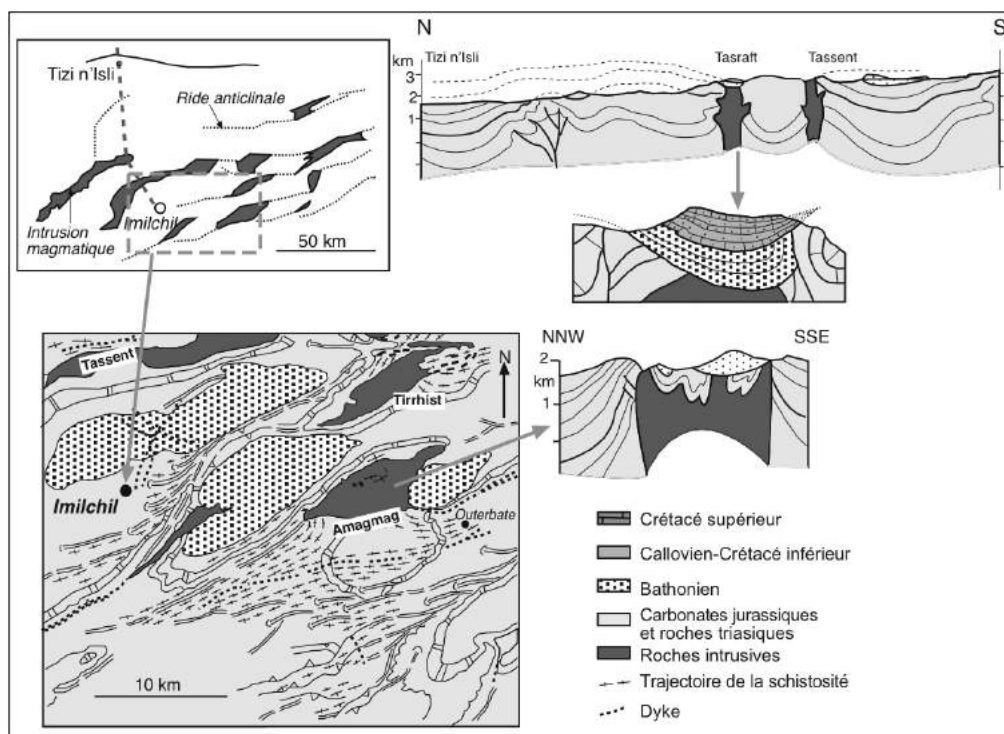 Tizi n'Isli
Ride anticlinale
Imilchil
Intrusion
magmatique
50 km
N
S
km
3
2
1
Tizi n'Isli
Tasraft
Tassent
NNW
SSE
2
km
1
Tassent
N
Tirrhist
Imilchil
Amagmag
Outerbate
10 km
Crétacé supérieur
Callovien-Crétacé inférieur
Bathonien
Carbonates jurassiques
et roches triasiques
Roches intrusives
Trajectoire de la schistosité
Dyke